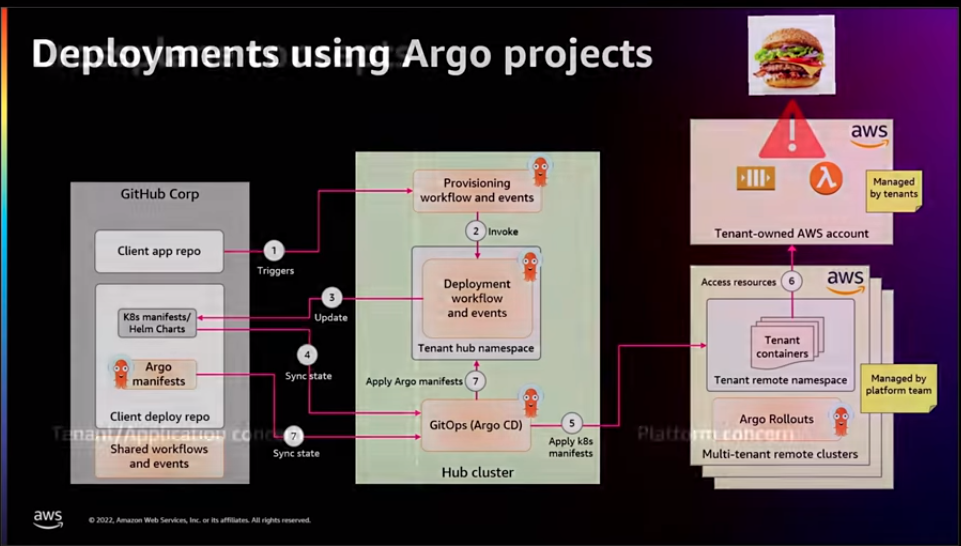 Deployments using Argo projects
GitHub Corp
Client app repo
K8s manifests/
Helm Charts
Argo
manifests
Client deploy repo
Shared workflows
and events
1
Triggers
3
Update
4
Sync state
7
Sync state
Provisioning
workflow and events
2
Invoke
Deployment
workflow
and events
Tenant hub namespace
Apply Argo manifests
7
GitOps (Argo CD)
Hub cluster
5
Apply k8s
manifests
aws
Managed
by tenants
Tenant-owned AWS account
Access resources
6
aws
Tenant
containers
Tenant remote namespace
Managed by
platform team
Argo Rollouts
Multi-tenant remote clusters
Tenant/Application concern
Platform concern
aws
© 2022, Amazon Web Services, Inc. or its affiliates. All rights reserved.